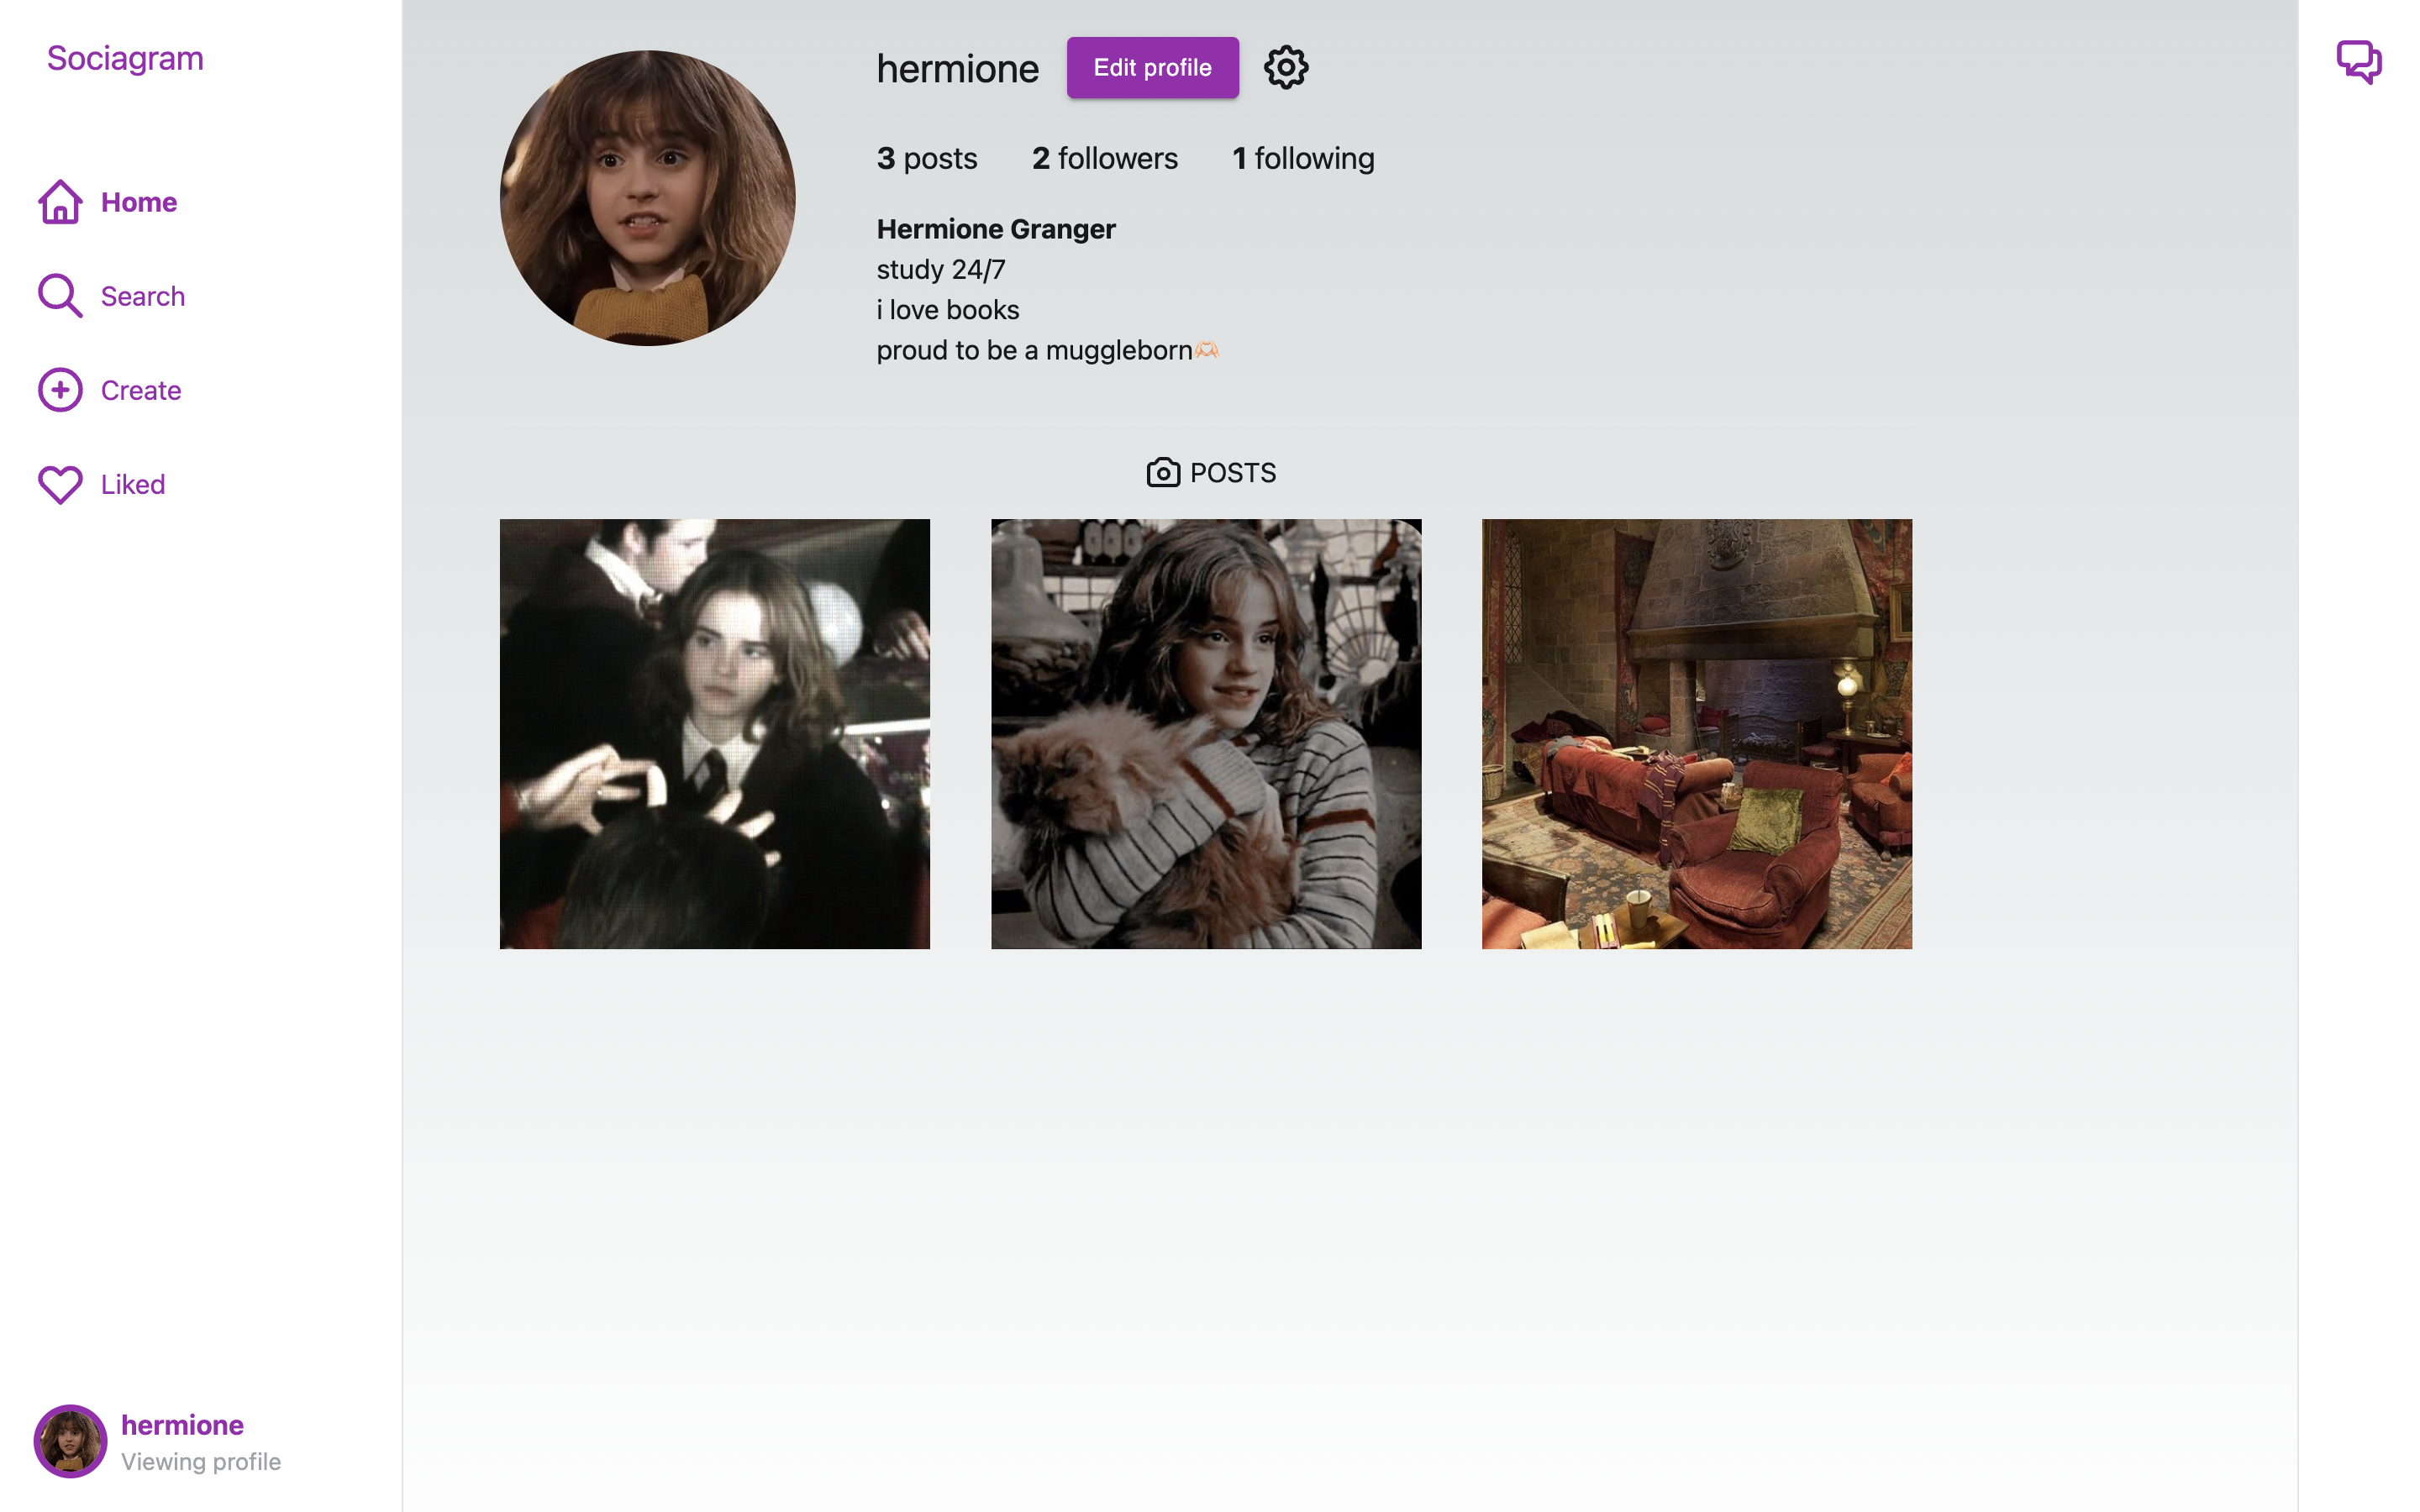 Sociagram
Home
Search
Create
Liked
hermione
Viewing profile
hermione Edit profile
3 posts 2 followers 1 following
Hermione Granger
study 24/7
i love books
proud to be a muggleborn🫶🏻
POSTS